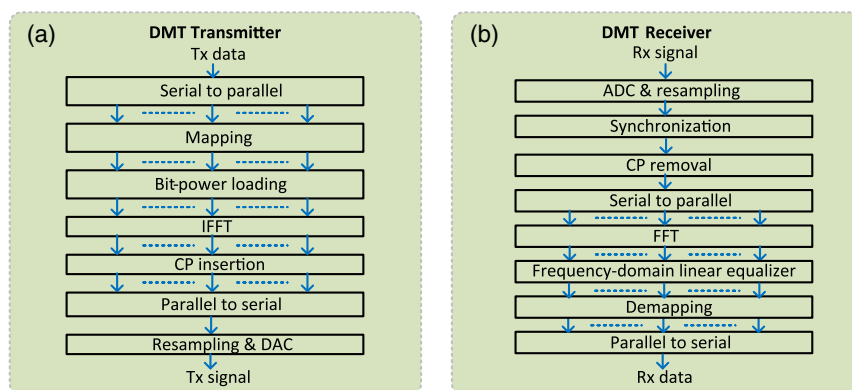 (a)
DMT Transmitter
Tx data
Serial to parallel
Mapping
Bit-power loading
IFFT
CP insertion
Parallel to serial
Resampling & DAC
Tx signal
(b)
DMT Receiver
Rx signal
ADC & resampling
Synchronization
CP removal
Serial to parallel
FFT
Frequency-domain linear equalizer
Demapping
Parallel to serial
Rx data